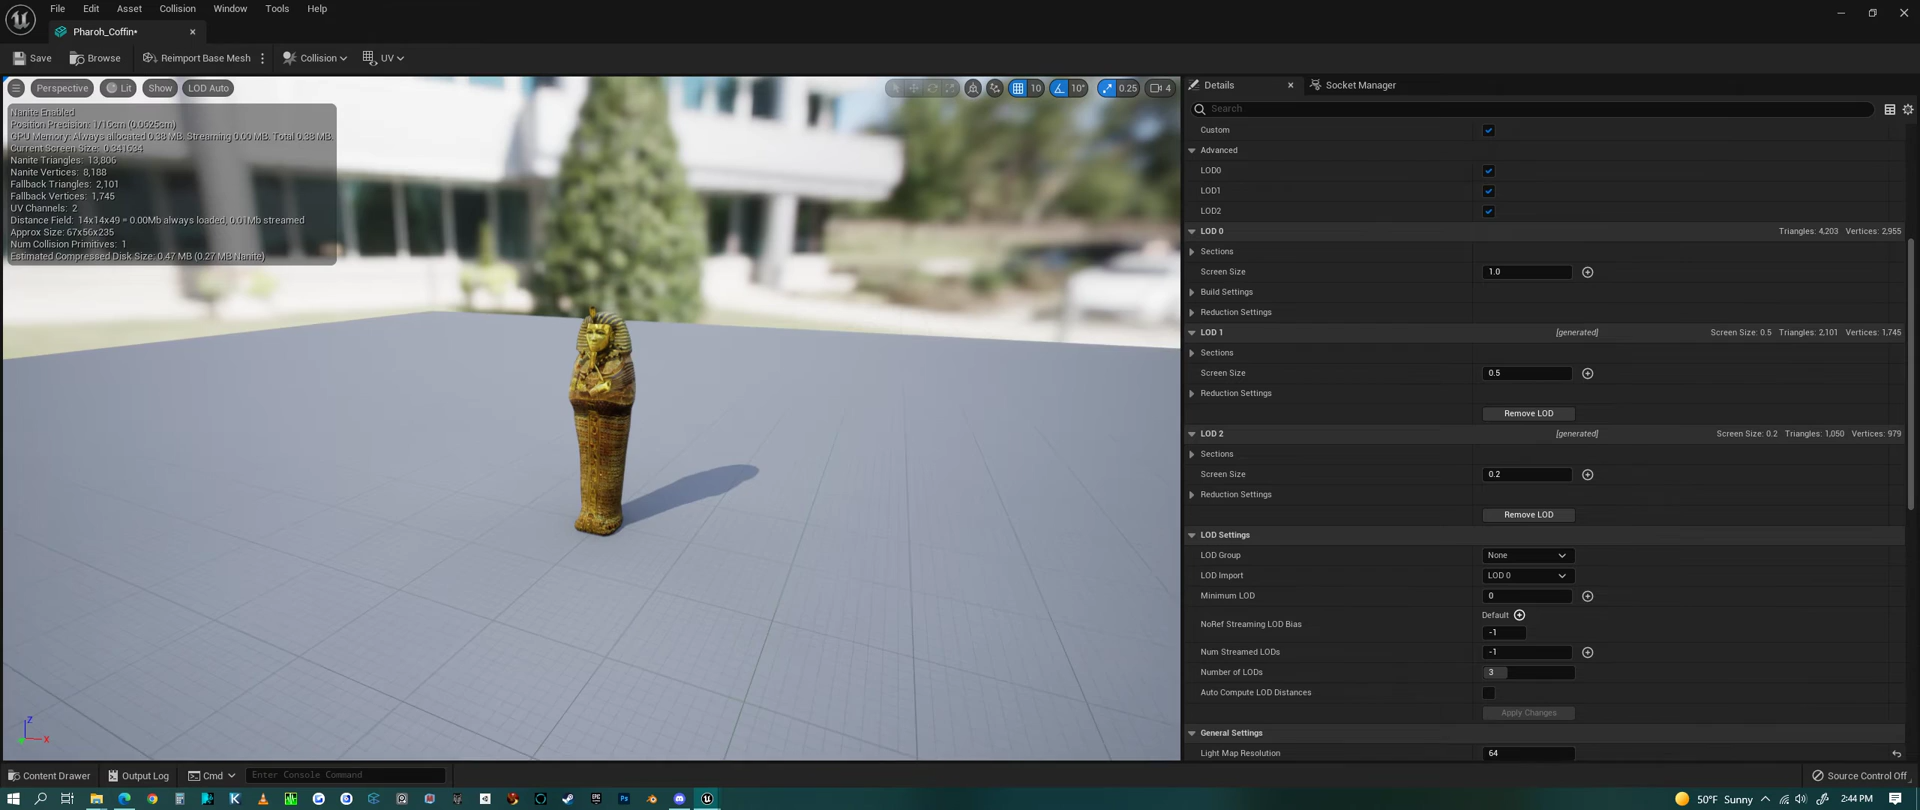 File Edit Asset Collision Window Tools Help
Pharoh_Coffin•
Save Browse Reimport Base Mesh Collision UV
Perspective Lit Show LOD Auto 10 10° 0.25 4
Nanite Enabled
Position Precision: 1/16cm (0.0625cm)
GPU Memory: Always allocated 0.38 MB. Streaming 0.00 MB. Total 0.38 MB.
Current Screen Size: 0.341634
Nanite Triangles: 13,806
Nanite Vertices: 8,188
Fallback Triangles: 2,101
Fallback Vertices: 1,745
UV Channels: 2
Distance Field: 14x14x49 = 0.00Mb always loaded, 0.01Mb streamed
Approx Size: 67x56x235
Num Collision Primitives: 1
Estimated Compressed Disk Size: 0.47 MB (0.27 MB Nanite)
Z
X
Details Socket Manager
Search
Custom
Advanced
LOD0
LOD1
LOD2
LOD 0 Triangles: 4,203 Vertices: 2,955
Sections
Screen Size 1.0
Build Settings
Reduction Settings
LOD 1 [generated] Screen Size: 0.5 Triangles: 2,101 Vertices: 1,745
Sections
Screen Size 0.5
Reduction Settings
Remove LOD
LOD 2 [generated] Screen Size: 0.2 Triangles: 1,050 Vertices: 979
Sections
Screen Size 0.2
Reduction Settings
Remove LOD
LOD Settings
LOD Group None
LOD Import LOD 0
Minimum LOD 0
Default
NoRef Streaming LOD Bias
-1
Num Streamed LODs -1
Number of LODs 3
Auto Compute LOD Distances
Apply Changes
General Settings
Light Map Resolution 64
Content Drawer Output Log Cmd Enter Console Command Source Control Off
50°F Sunny 2:44 PM